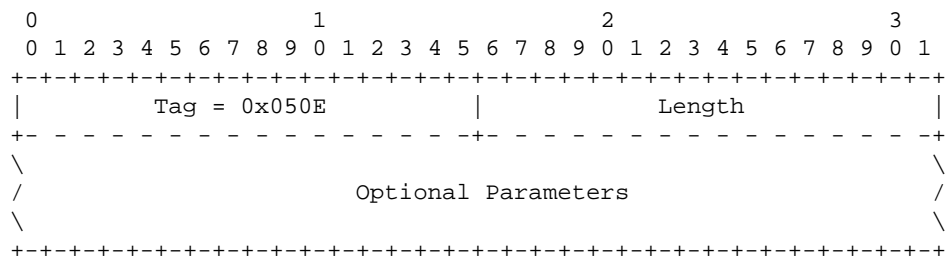 0                   1                   2                   3
 0 1 2 3 4 5 6 7 8 9 0 1 2 3 4 5 6 7 8 9 0 1 2 3 4 5 6 7 8 9 0 1
+-+-+-+-+-+-+-+-+-+-+-+-+-+-+-+-+-+-+-+-+-+-+-+-+-+-+-+-+-+-+-+-+
|         Tag = 0x050E          |            Length             |
+- - - - - - - - - - - - - - - -+- - - - - - - - - - - - - - - -+
\                                                               \
/                       Optional Parameters                     /
\                                                               \
+-+-+-+-+-+-+-+-+-+-+-+-+-+-+-+-+-+-+-+-+-+-+-+-+-+-+-+-+-+-+-+-+